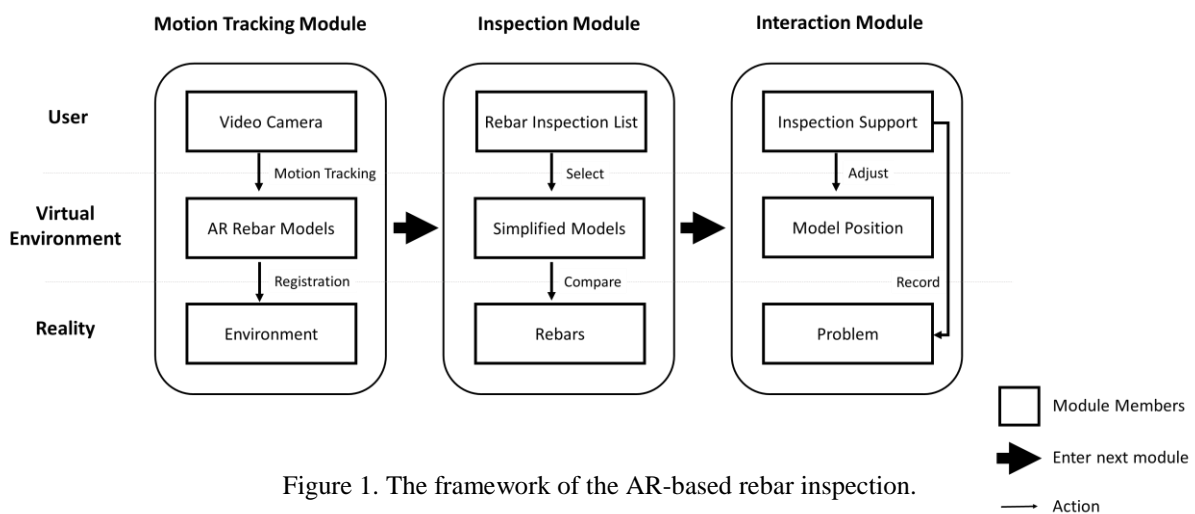 Motion Tracking Module
Inspection Module
Interaction Module
User
Video Camera
Rebar Inspection List
Inspection Support
Motion Tracking
Select
Adjust
Virtual
Environment
AR Rebar Models
Simplified Models
Model Position
Registration
Compare
Record
Reality
Environment
Rebars
Problem
Module Members
Enter next module
Action
Figure 1. The framework of the AR-based rebar inspection.